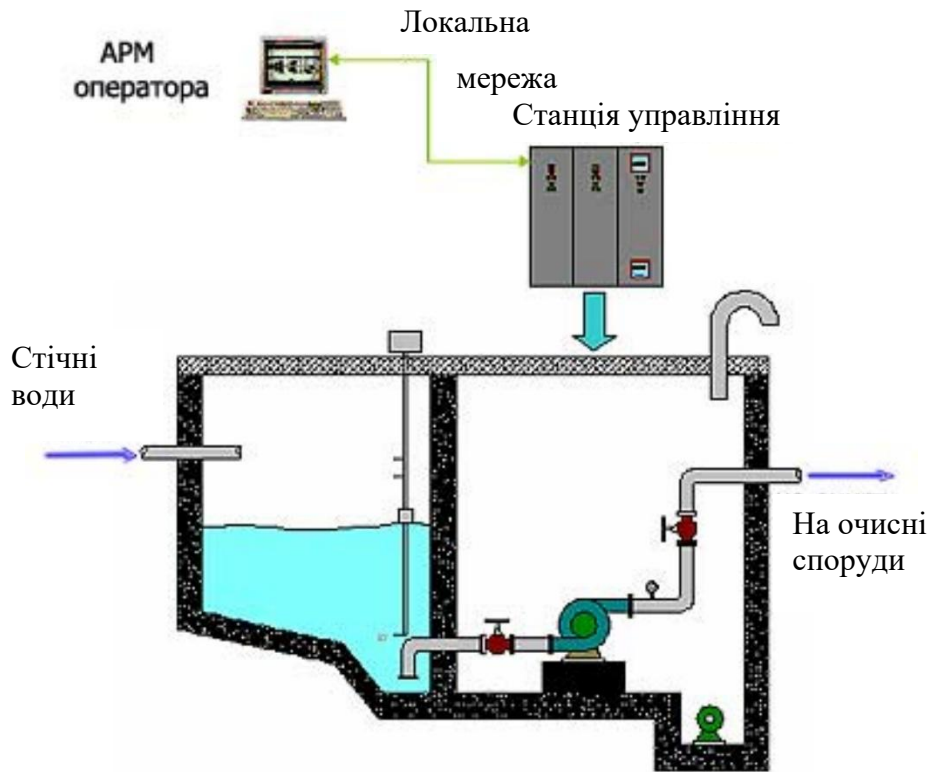 Локальна
мережа
АРМ
оператора
Станція управління
Стічні
води
На очисні
споруди